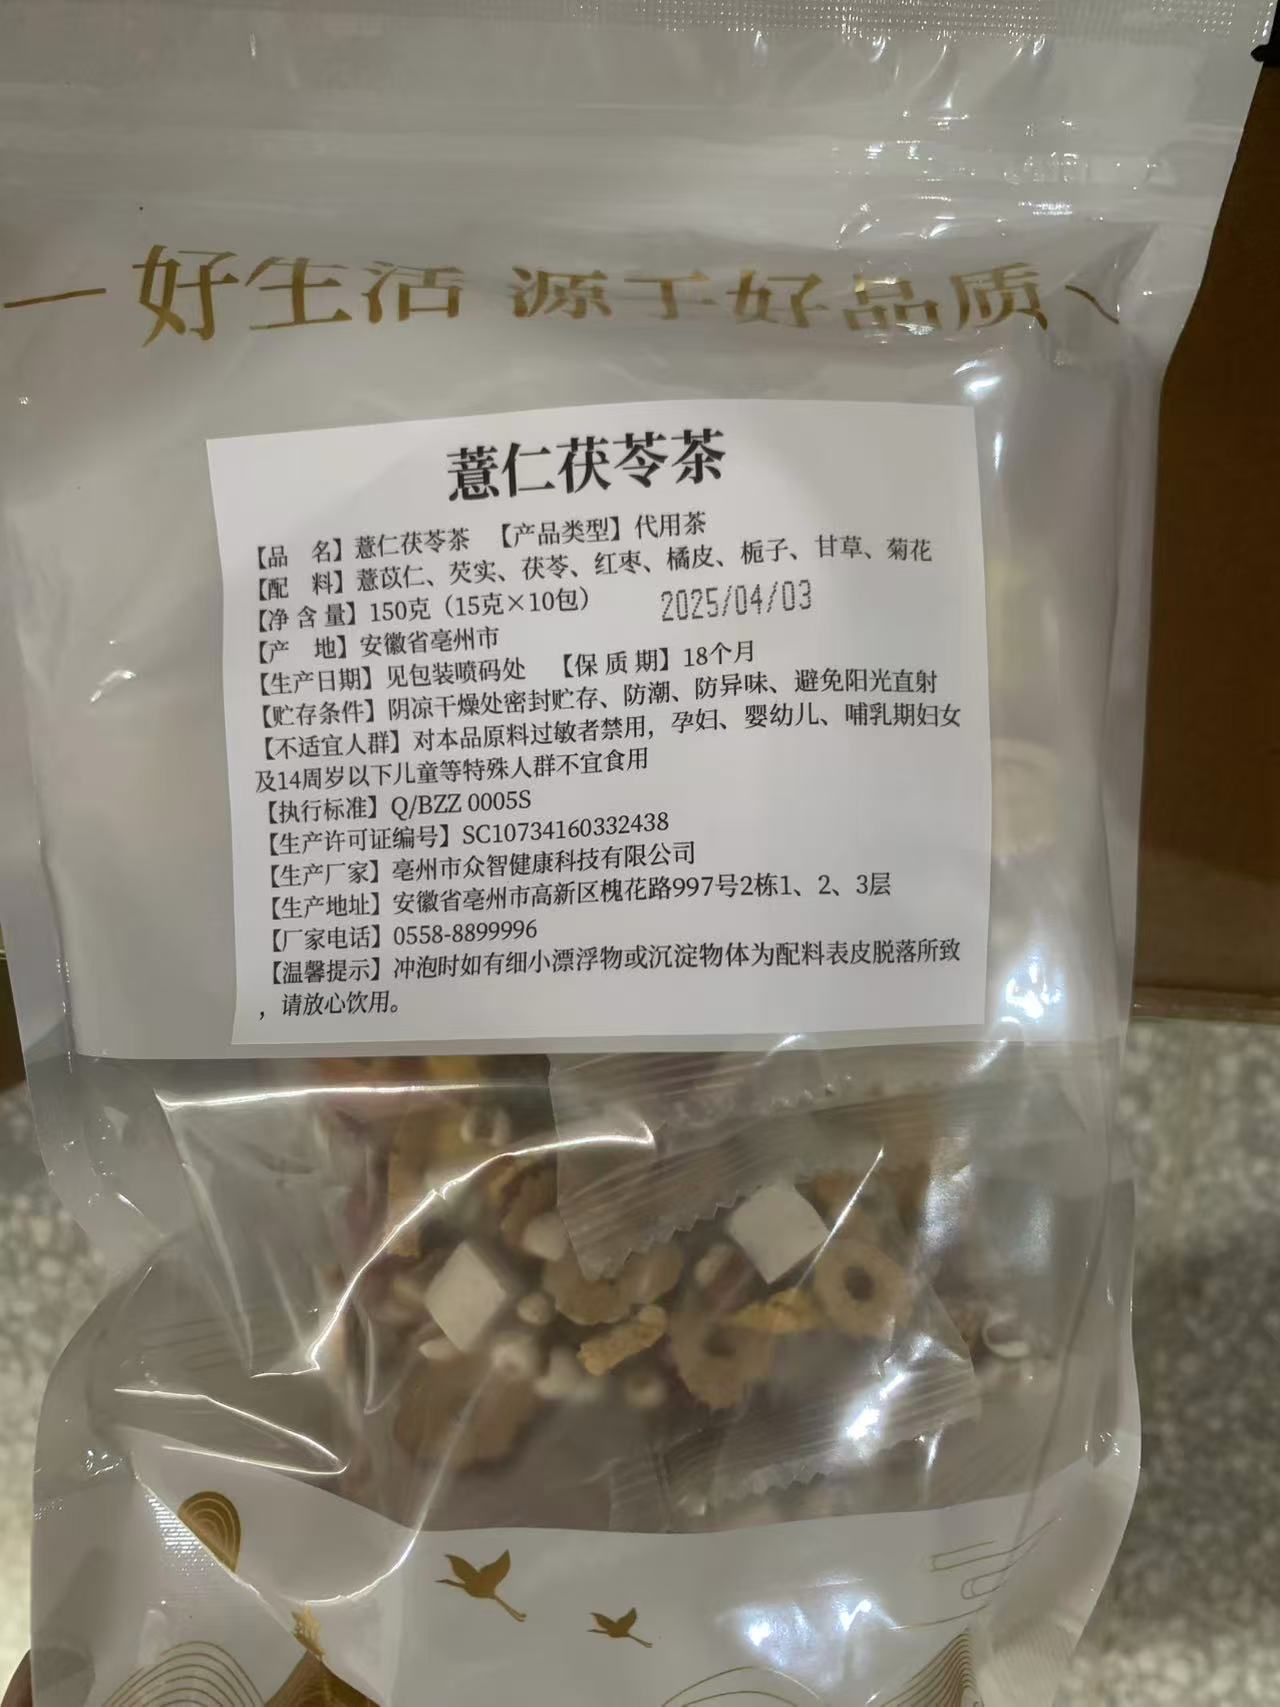 好生活 源于好品质
薏仁茯苓茶
【品 名】薏仁茯苓茶 【产品类型】代用茶
【配 料】薏苡仁、芡实、茯苓、红枣、橘皮、栀子、甘草、菊花
【净 含 量】150克（15克×10包） 2025/04/03
【产 地】安徽省亳州市
【生产日期】见包装喷码处 【保 质 期】18个月
【贮存条件】阴凉干燥处密封贮存、防潮、防异味、避免阳光直射
【不适宜人群】对本品原料过敏者禁用，孕妇、婴幼儿、哺乳期妇女
及14周岁以下儿童等特殊人群不宜食用
【执行标准】Q/BZZ 0005S
【生产许可证编号】SC10734160332438
【生产厂家】亳州市众智健康科技有限公司
【生产地址】安徽省亳州市高新区槐花路997号2栋1、2、3层
【厂家电话】0558-8899996
【温馨提示】冲泡时如有细小漂浮物或沉淀物体为配料表皮脱落所致
，请放心饮用。